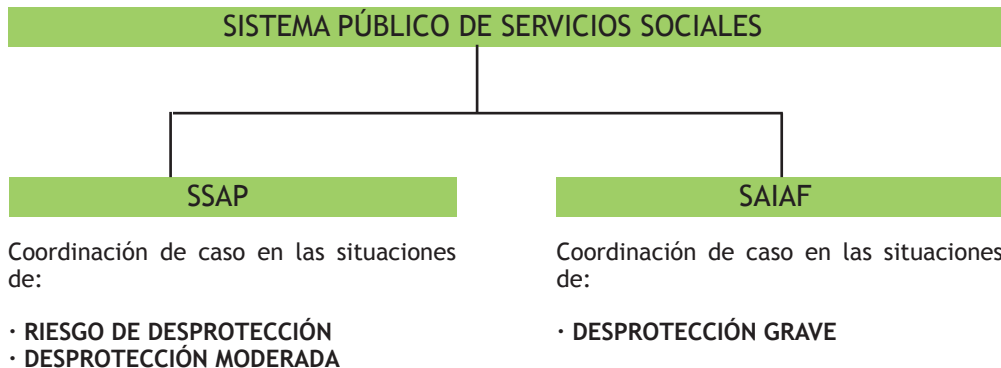 SISTEMA PÚBLICO DE SERVICIOS SOCIALES
SSAP
Coordinación de caso en las situaciones
de:
· RIESGO DE DESPROTECCIÓN
· DESPROTECCIÓN MODERADA
SAIAF
Coordinación de caso en las situaciones
de:
· DESPROTECCIÓN GRAVE